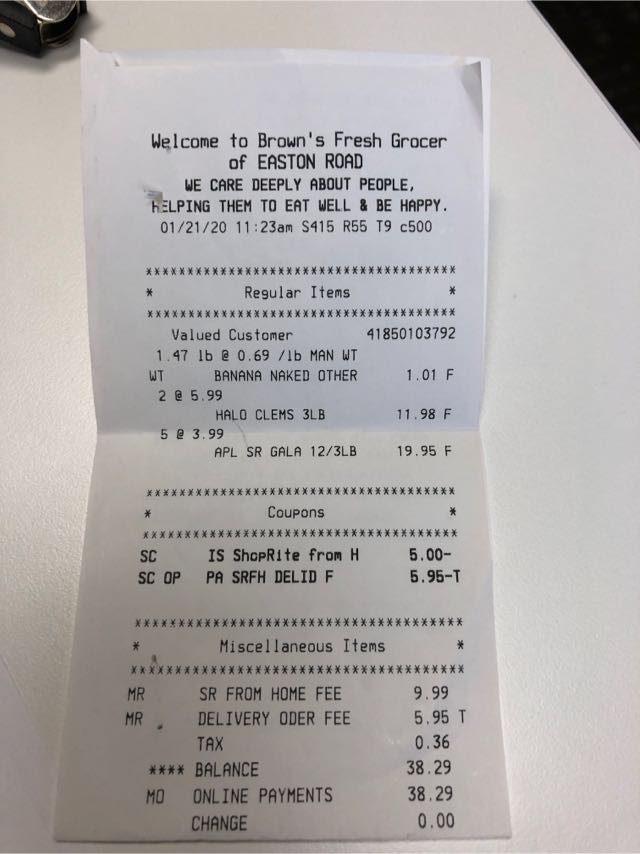 Welcome to Brown's Fresh Grocer
of EASTON ROAD
WE CARE DEEPLY ABOUT PEOPLE,
HELPING THEM TO EAT WELL & BE HAPPY.
01/21/20 11:23am S415 R55 T9 c500
**************************************
* Regular Items *
**************************************
Valued Customer 41850103792
1.47 lb @ 0.69 /lb MAN WT
WT BANANA NAKED OTHER 1.01 F
2 @ 5.99
HALO CLEMS 3LB 11.98 F
5 @ 3.99
APL SR GALA 12/3LB 19.95 F
**************************************
* Coupons *
**************************************
SC IS ShopRite from H 5.00-
SC OP PA SRFH DELID F 5.95-T
**************************************
* Miscellaneous Items *
**************************************
MR SR FROM HOME FEE 9.99
MR DELIVERY ODER FEE 5.95 T
TAX 0.36
**** BALANCE 38.29
MO ONLINE PAYMENTS 38.29
CHANGE 0.00